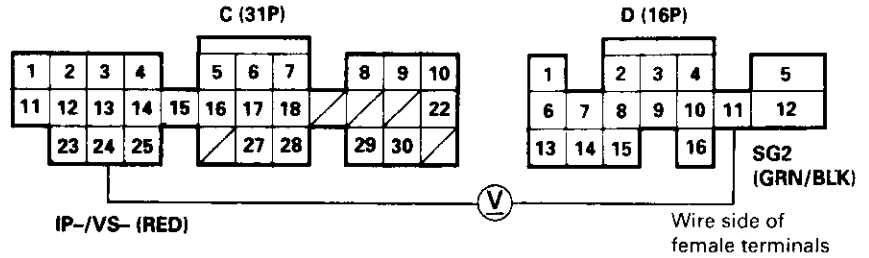 C (31P)
D (16P)
1 2 3 4 5 6 7 8 9 10
11 12 13 14 15 16 17 18 22
23 24 25 27 28 29 30
1 2 3 4 5
6 7 8 9 10 11 12
13 14 15 16
SG2
(GRN/BLK)
V
IP–/VS– (RED)
Wire side of
female terminals